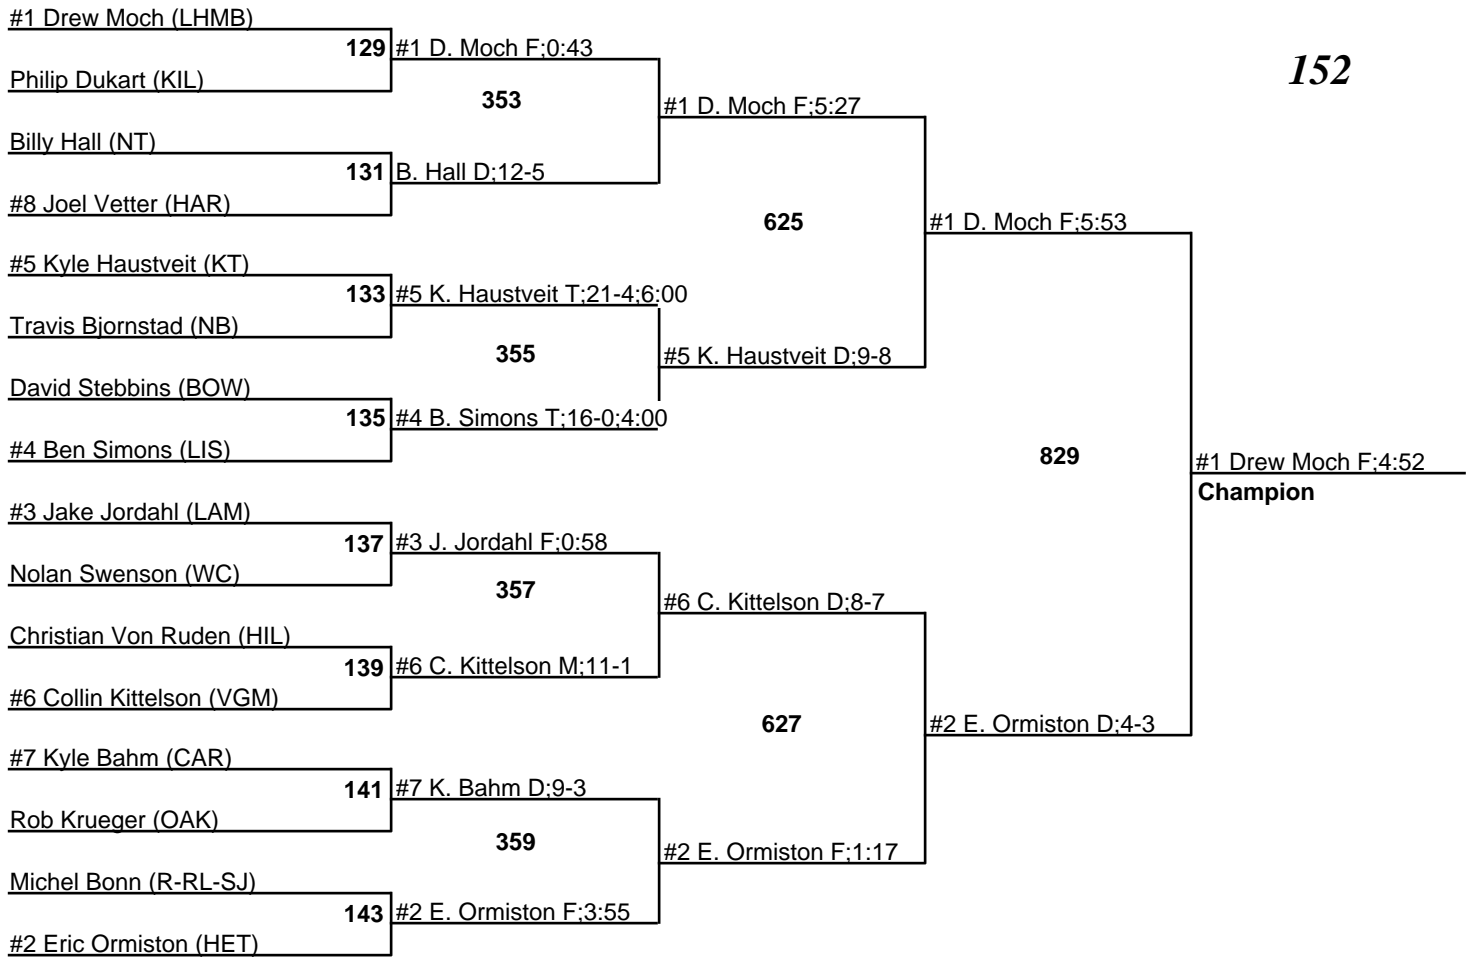 #1 Drew Moch (LHMB)
129
#1 D. Moch F;0:43
152
Philip Dukart (KIL)
353
#1 D. Moch F;5:27
Billy Hall (NT)
131
B. Hall D;12-5
#8 Joel Vetter (HAR)
625
#1 D. Moch F;5:53
#5 Kyle Haustveit (KT)
133
#5 K. Haustveit T;21-4;6:00
Travis Bjornstad (NB)
355
#5 K. Haustveit D;9-8
David Stebbins (BOW)
135
#4 B. Simons T;16-0;4:00
#4 Ben Simons (LIS)
829
#1 Drew Moch F;4:52
Champion
#3 Jake Jordahl (LAM)
137
#3 J. Jordahl F;0:58
Nolan Swenson (WC)
357
#6 C. Kittelson D;8-7
Christian Von Ruden (HIL)
139
#6 C. Kittelson M;11-1
#6 Collin Kittelson (VGM)
627
#2 E. Ormiston D;4-3
#7 Kyle Bahm (CAR)
141
#7 K. Bahm D;9-3
Rob Krueger (OAK)
359
#2 E. Ormiston F;1:17
Michel Bonn (R-RL-SJ)
143
#2 E. Ormiston F;3:55
#2 Eric Ormiston (HET)